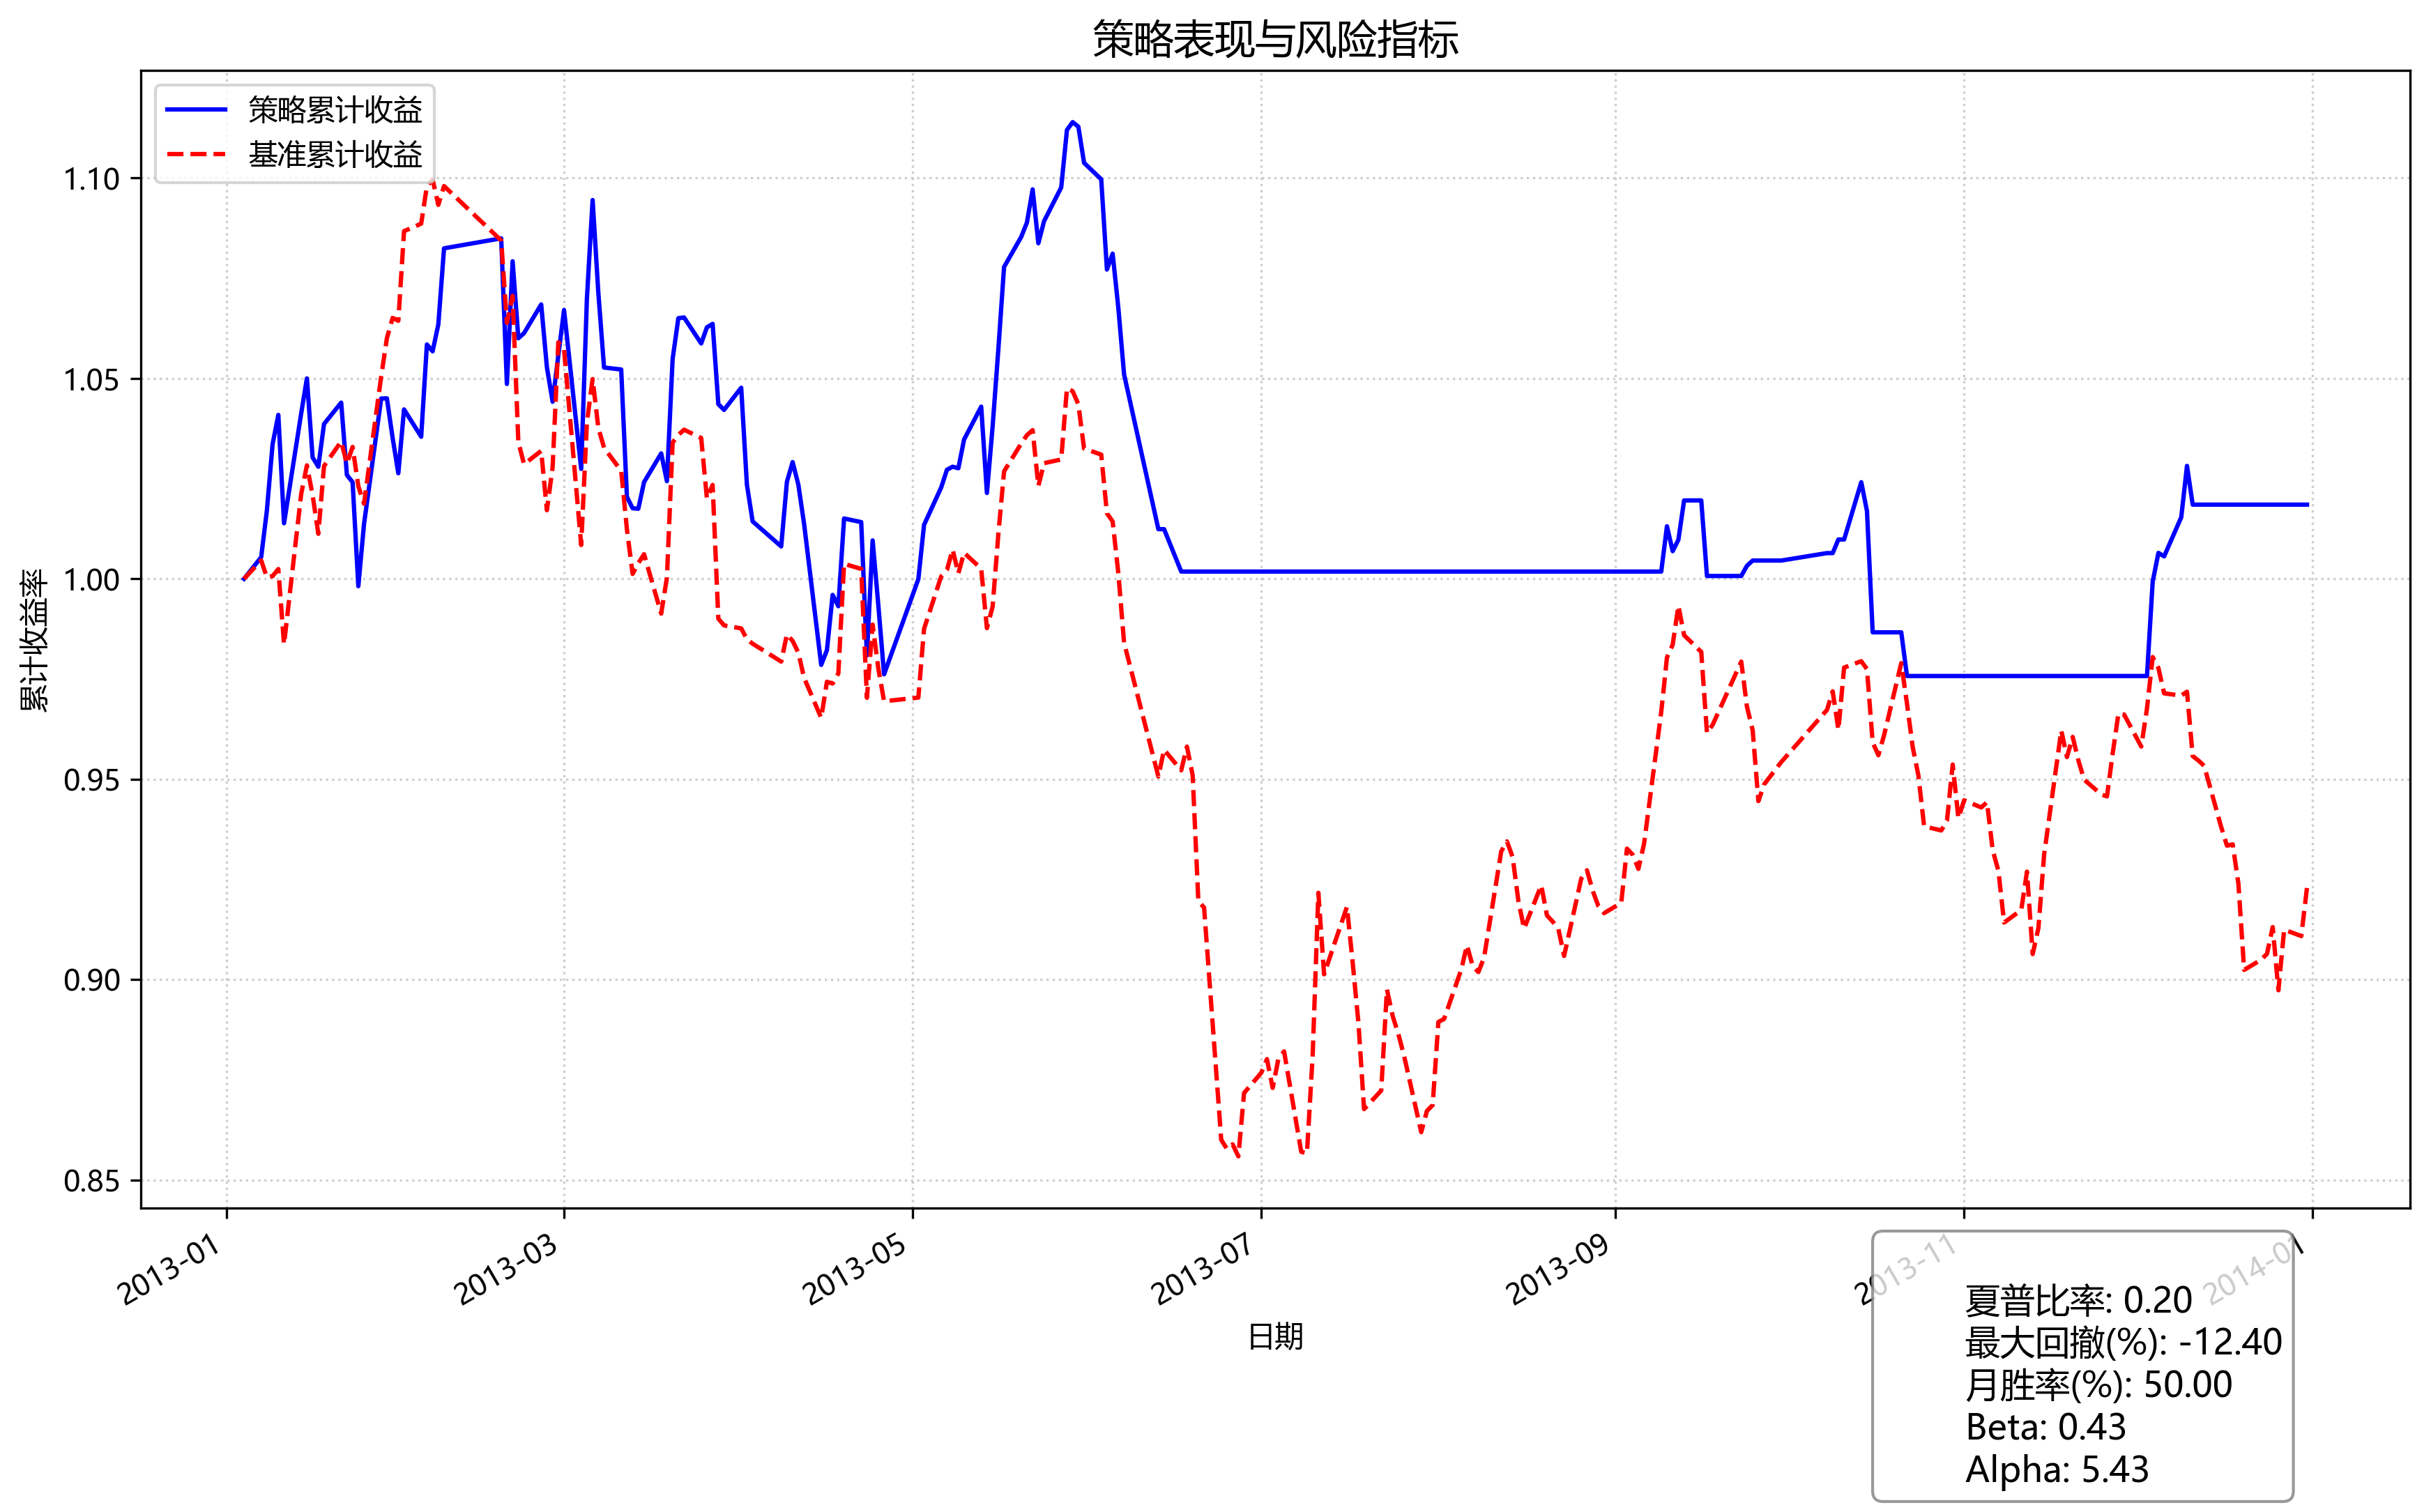 策略表现与风险指标
策略累计收益
基准累计收益
1.10
1.05
1.00
0.95
0.90
0.85
累计收益率
2013-01
2013-03
2013-05
2013-07
2013-09
2013-11
2014-01
日期
夏普比率: 0.20
最大回撤(%): -12.40
月胜率(%): 50.00
Beta: 0.43
Alpha: 5.43